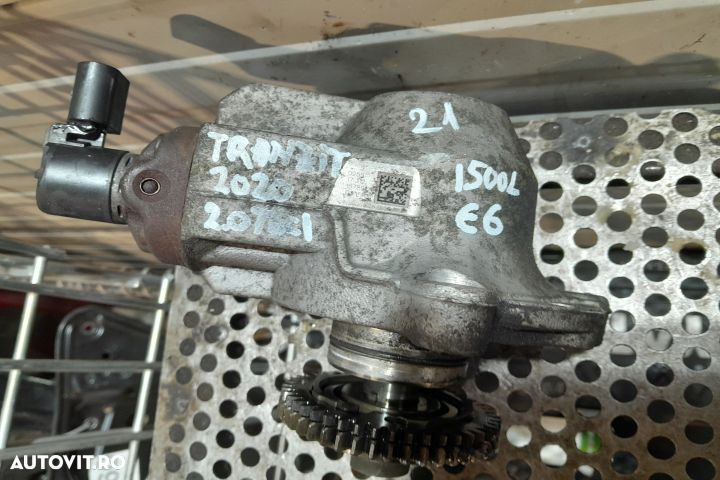 21
TRANZIT
2020
2.0TDCI
1500L
E6
AUTOVIT.RO